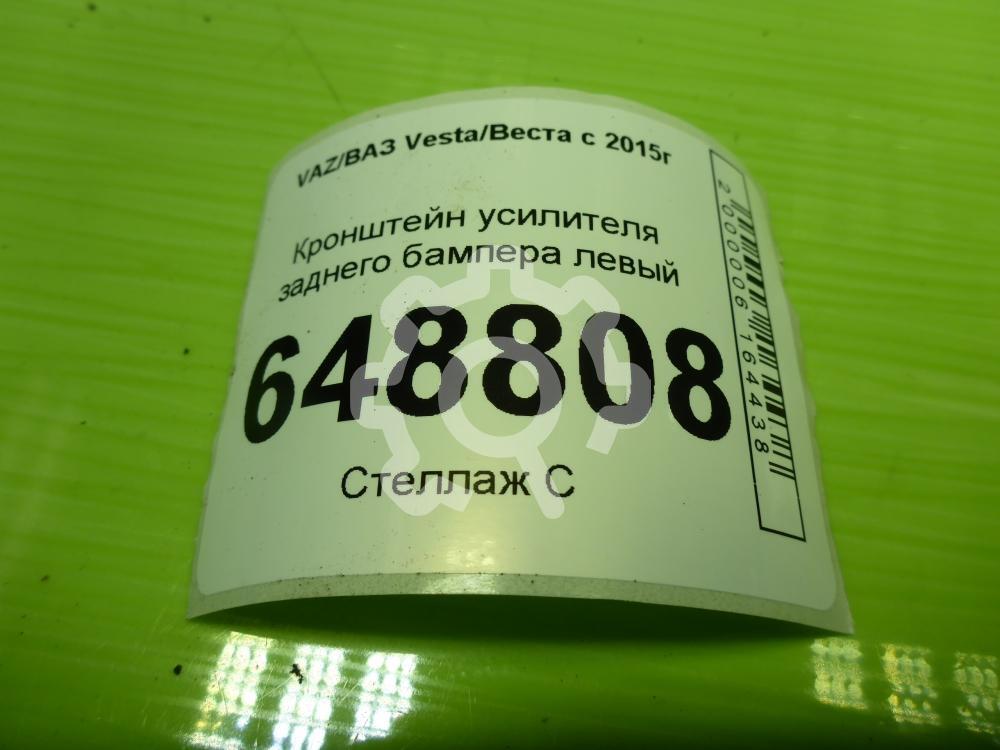 VAZ/ВАЗ Vesta/Веста с 2015г
Кронштейн усилителя
заднего бампера левый
648808
Стеллаж С
2000006164438